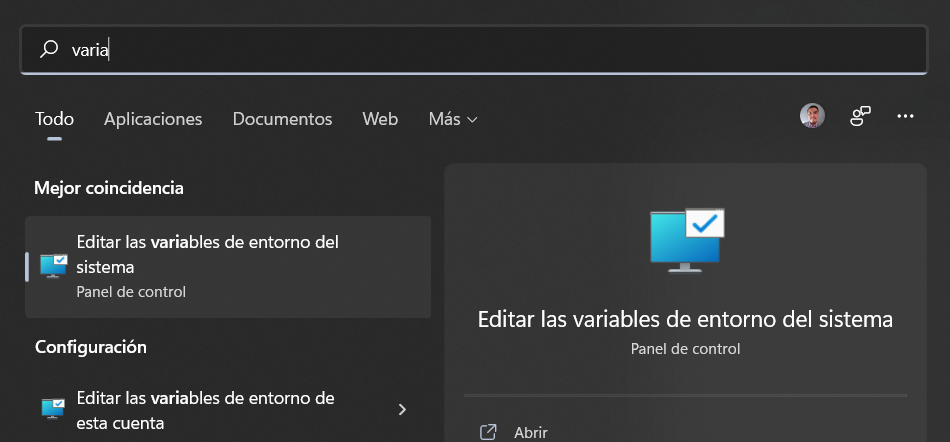 varia
Todo Aplicaciones Documentos Web Más
Mejor coincidencia
Editar las variables de entorno del
sistema
Panel de control
Configuración
Editar las variables de entorno de
esta cuenta
Editar las variables de entorno del sistema
Panel de control
Abrir